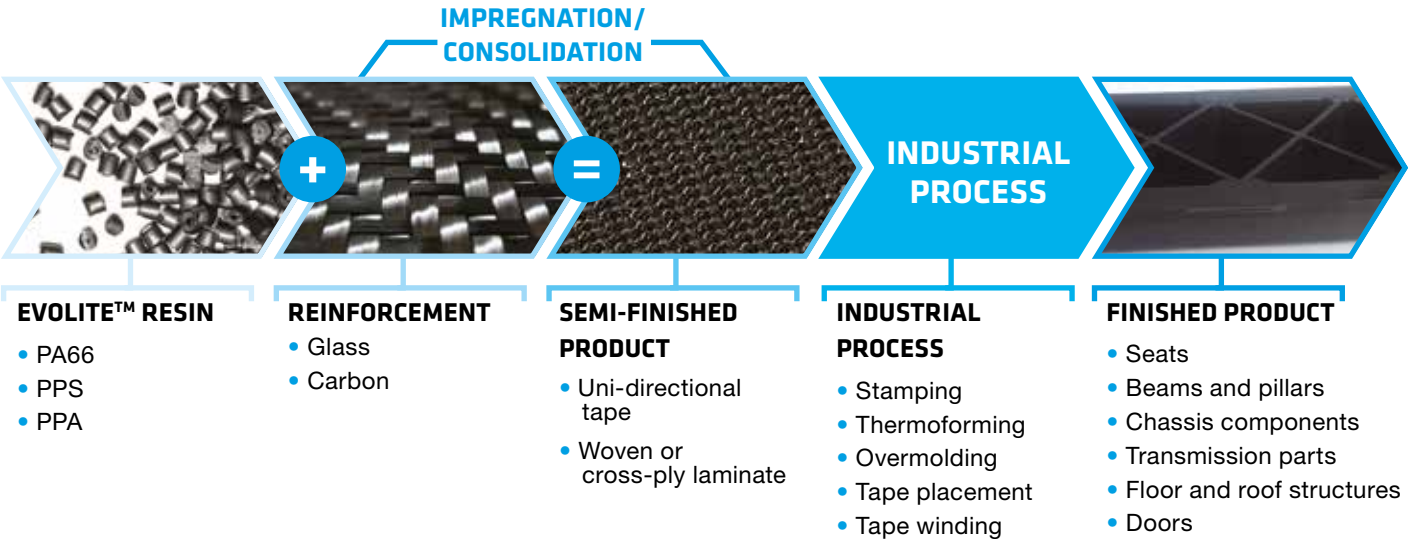 IMPREGNATION/
CONSOLIDATION
+
=
INDUSTRIAL
PROCESS
EVOLITE™ RESIN
• PA66
• PPS
• PPA
REINFORCEMENT
• Glass
• Carbon
SEMI-FINISHED
PRODUCT
• Uni-directional
tape
• Woven or
cross-ply laminate
INDUSTRIAL
PROCESS
• Stamping
• Thermoforming
• Overmolding
• Tape placement
• Tape winding
FINISHED PRODUCT
• Seats
• Beams and pillars
• Chassis components
• Transmission parts
• Floor and roof structures
• Doors